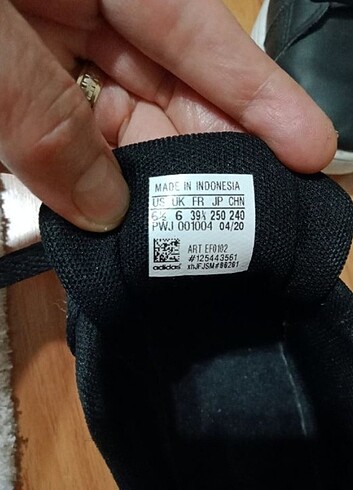 MADE IN INDONESIA
US UK FR JP CHN
6½ 6 39⅓ 250 240
PWJ 001004 04/20
ART EF0102
#125443561
adidas